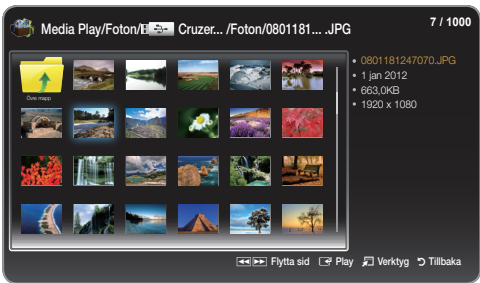 Media Play/Foton/ Cruzer... /Foton/0801181... .JPG
7 / 1000
Övre mapp
0801181247070.JPG
1 jan 2012
663,0KB
1920 x 1080
Flytta sid Play Verktyg Tillbaka